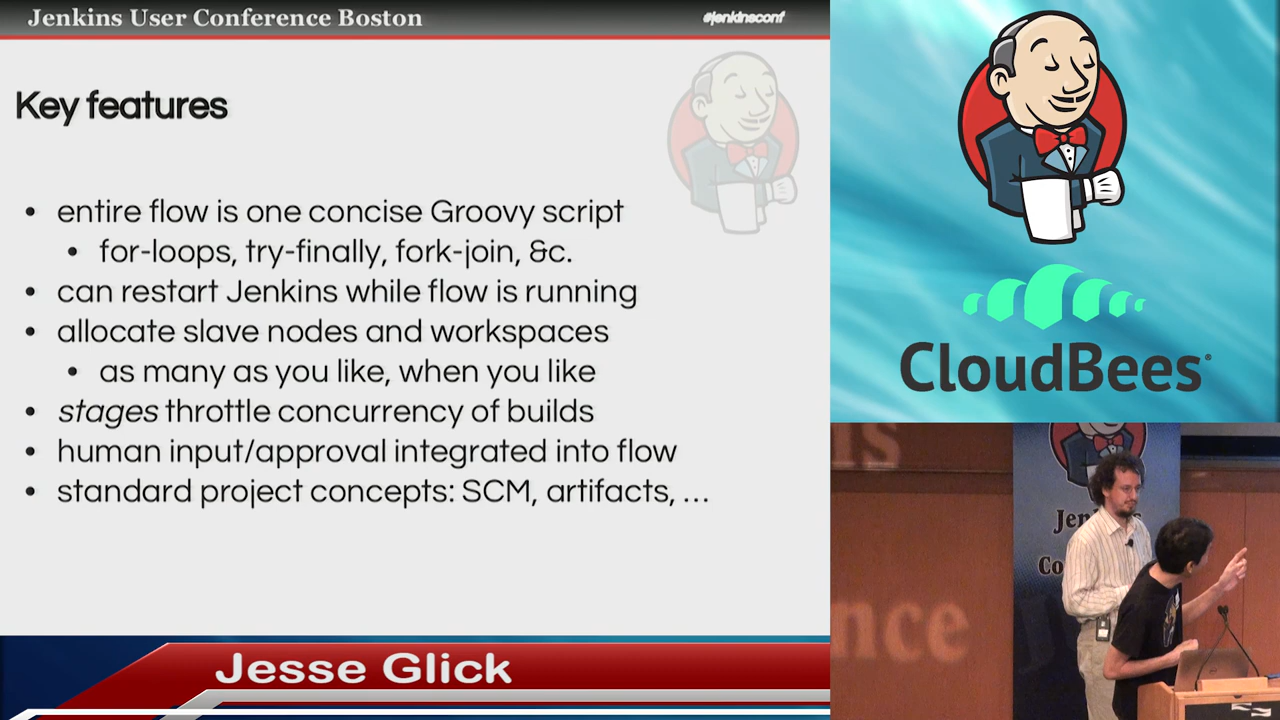 Jenkins User Conference Boston
#jenkinsconf
Key features
• entire flow is one concise Groovy script
• for-loops, try-finally, fork-join, &c.
• can restart Jenkins while flow is running
• allocate slave nodes and workspaces
• as many as you like, when you like
• stages throttle concurrency of builds
• human input/approval integrated into flow
• standard project concepts: SCM, artifacts, …
Jesse Glick
CloudBees®